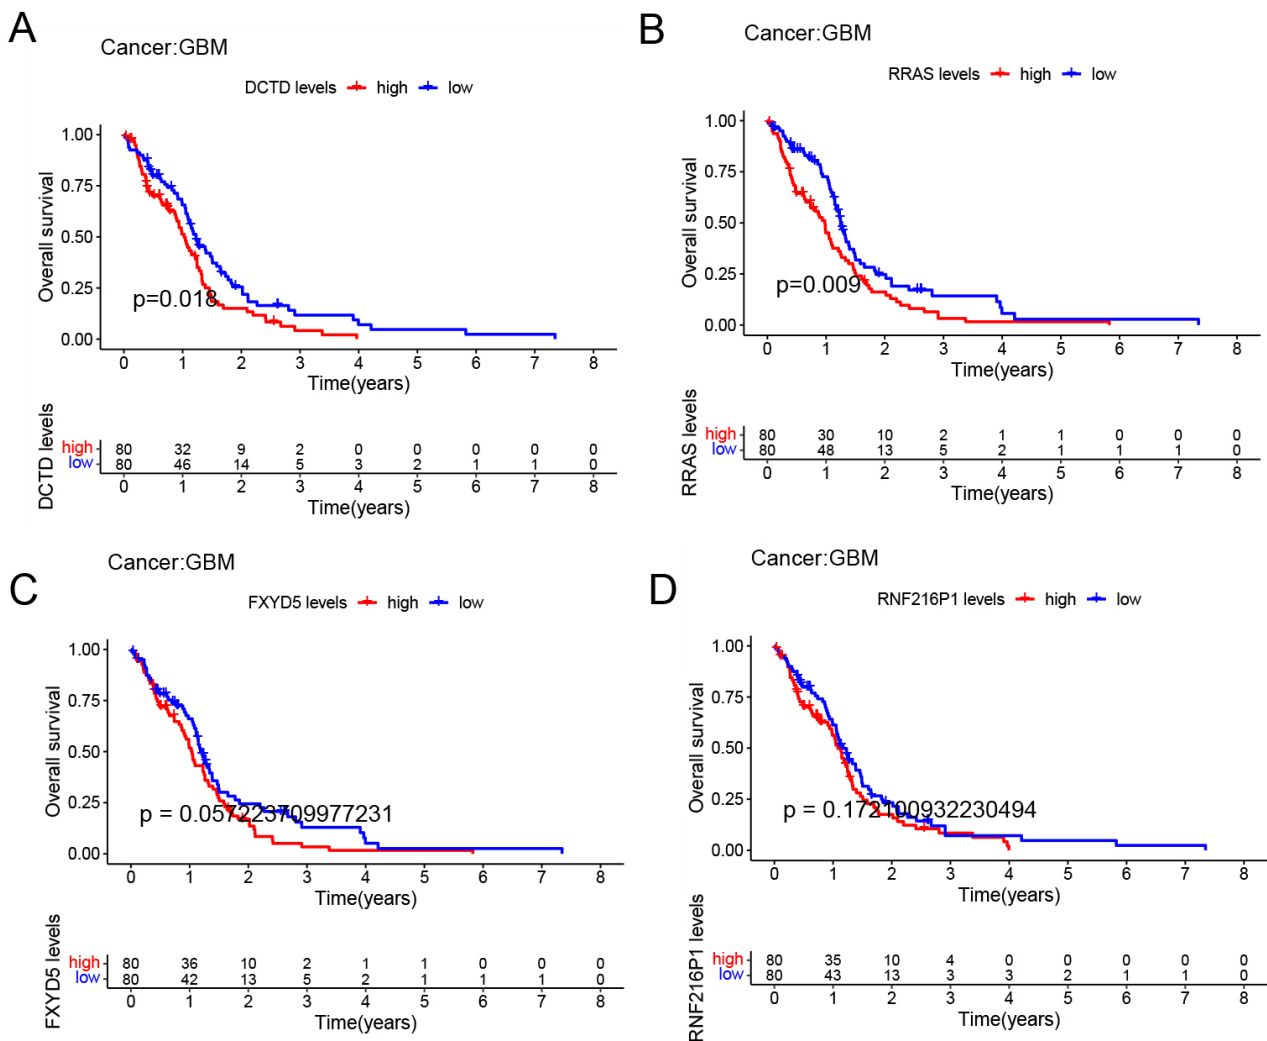 A
Cancer:GBM
DCTD levels high low
1.00
0.75
0.50
0.25
0.00
Overall survival
p=0.018
0 1 2 3 4 5 6 7 8
Time(years)
DCTD levels
high 80 32 9 2 0 0 0 0 0
low 80 46 14 5 3 2 1 1 0
0 1 2 3 4 5 6 7 8
Time(years)
B
Cancer:GBM
RRAS levels high low
1.00
0.75
0.50
0.25
0.00
Overall survival
p=0.009
0 1 2 3 4 5 6 7 8
Time(years)
RRAS levels
high 80 30 10 2 1 1 0 0 0
low 80 48 13 5 2 1 1 1 0
0 1 2 3 4 5 6 7 8
Time(years)
C
Cancer:GBM
FXYD5 levels high low
1.00
0.75
0.50
0.25
0.00
Overall survival
p = 0.057223709977231
0 1 2 3 4 5 6 7 8
Time(years)
FXYD5 levels
high 80 36 10 2 1 1 0 0 0
low 80 42 13 5 2 1 1 1 0
0 1 2 3 4 5 6 7 8
Time(years)
D
Cancer:GBM
RNF216P1 levels high low
1.00
0.75
0.50
0.25
0.00
Overall survival
p = 0.172100932230494
0 1 2 3 4 5 6 7 8
Time(years)
RNF216P1 levels
high 80 35 10 4 0 0 0 0 0
low 80 43 13 3 3 2 1 1 0
0 1 2 3 4 5 6 7 8
Time(years)